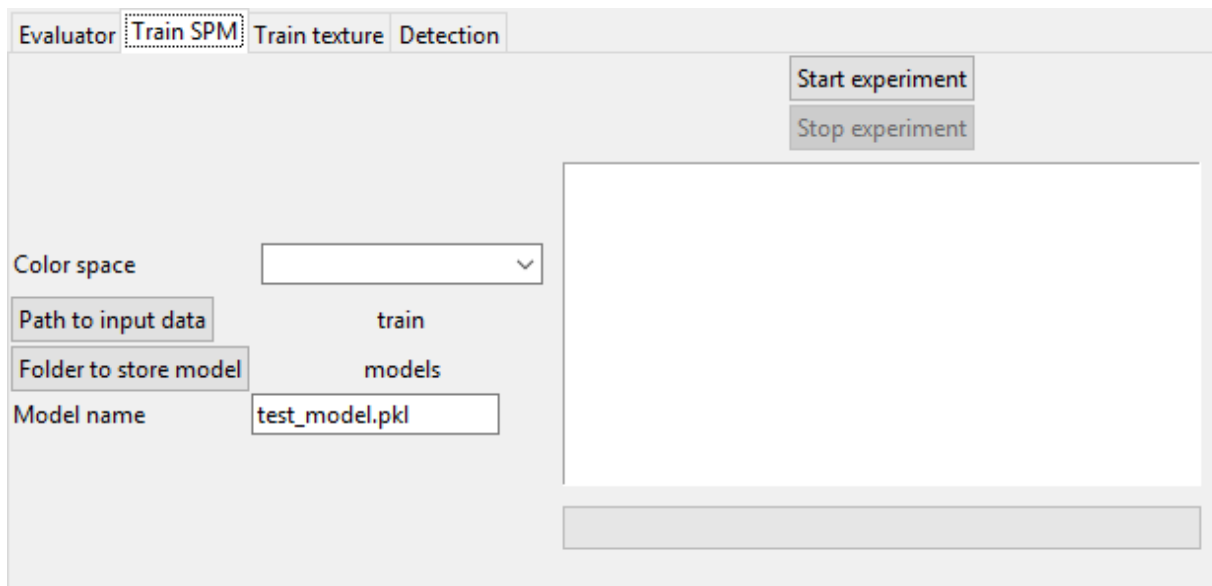 Evaluator Train SPM Train texture Detection
Start experiment
Stop experiment
Color space
Path to input data train
Folder to store model models
Model name test_model.pkl